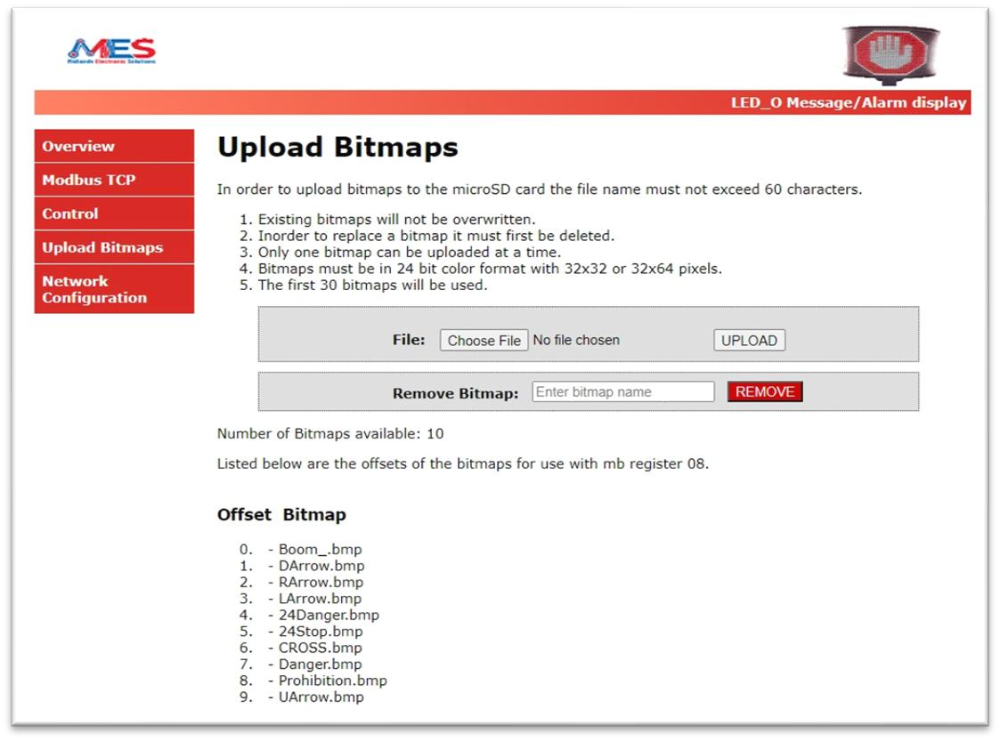 MES
Midlands Electronic Solutions
LED_O Message/Alarm display
Overview
Modbus TCP
Control
Upload Bitmaps
Network
Configuration
Upload Bitmaps
In order to upload bitmaps to the microSD card the file name must not exceed 60 characters.
1. Existing bitmaps will not be overwritten.
2. Inorder to replace a bitmap it must first be deleted.
3. Only one bitmap can be uploaded at a time.
4. Bitmaps must be in 24 bit color format with 32x32 or 32x64 pixels.
5. The first 30 bitmaps will be used.
File: Choose File No file chosen UPLOAD
Remove Bitmap: Enter bitmap name REMOVE
Number of Bitmaps available: 10
Listed below are the offsets of the bitmaps for use with mb register 08.
Offset Bitmap
0. - Boom_.bmp
1. - DArrow.bmp
2. - RArrow.bmp
3. - LArrow.bmp
4. - 24Danger.bmp
5. - 24Stop.bmp
6. - CROSS.bmp
7. - Danger.bmp
8. - Prohibition.bmp
9. - UArrow.bmp